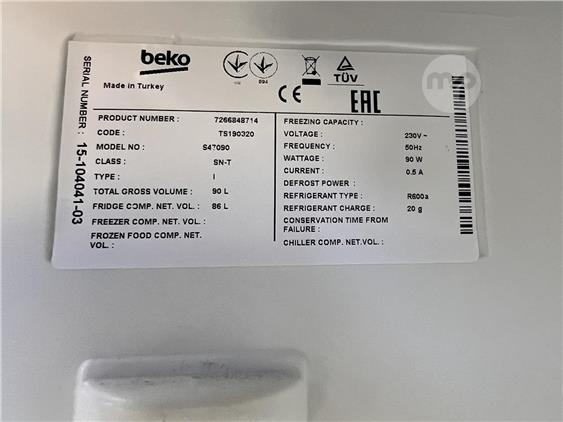 beko
Made in Turkey
TÜV
CE
EAC
SERIAL NUMBER : 15-104041-03
PRODUCT NUMBER : 7266848714
CODE : TS190320
MODEL NO : S47090
CLASS : SN-T
TYPE : I
TOTAL GROSS VOLUME : 90 L
FRIDGE COMP. NET. VOL. : 86 L
FREEZER COMP. NET. VOL. :
FROZEN FOOD COMP. NET.
VOL. :
FREEZING CAPACITY :
VOLTAGE : 230V ~
FREQUENCY : 50Hz
WATTAGE : 90 W
CURRENT : 0.5 A
DEFROST POWER :
REFRIGERANT TYPE : R600a
REFRIGERANT CHARGE : 20 g
CONSERVATION TIME FROM
FAILURE :
CHILLER COMP. NET.VOL. :